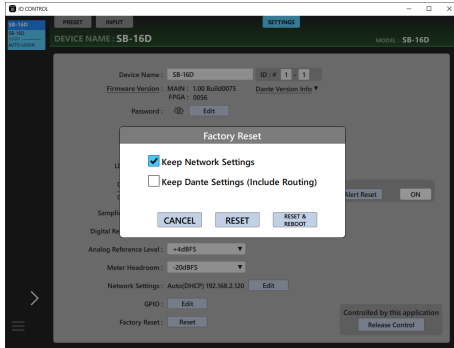 IO CONTROL
SB-16D
SB-16D
AUTO LOGIN
PRESET
INPUT
SETTINGS
DEVICE NAME : SB-16D
MODEL : SB-16D
Device Name :
SB-16D
ID : # 1 - 1
Firmware Version :
MAIN : 1.00 Build0075
FPGA : 0056
Dante Version Info ▼
Password :
Edit
Factory Reset
Keep Network Settings
Keep Dante Settings (Include Routing)
CANCEL
RESET
RESET &
REBOOT
Alert Reset
ON
Analog Reference Level :
+4dBFS ▼
Meter Headroom :
-20dBFS ▼
Network Settings :
Auto(DHCP) 192.168.2.120
Edit
GPIO :
Edit
Factory Reset :
Reset
Controlled by this application
Release Control